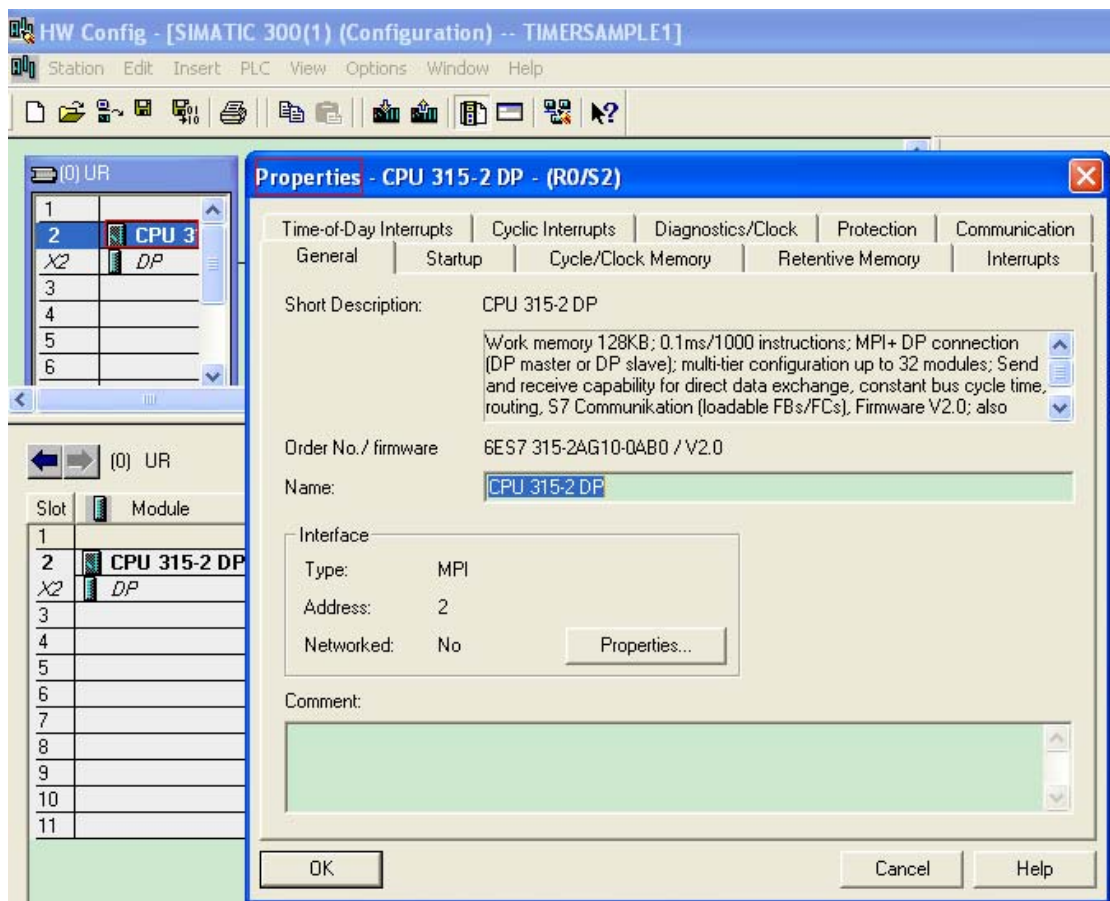 HW Config - [SIMATIC 300(1) (Configuration) -- TIMERSAMPLE1]
Station Edit Insert PLC View Options Window Help
(0) UR
1
2 CPU 3
X2 DP
3
4
5
6
Properties - CPU 315-2 DP - (R0/S2)
Time-of-Day Interrupts Cyclic Interrupts Diagnostics/Clock Protection Communication
General Startup Cycle/Clock Memory Retentive Memory Interrupts
Short Description: CPU 315-2 DP
Work memory 128KB; 0.1ms/1000 instructions; MPI+ DP connection
(DP master or DP slave); multi-tier configuration up to 32 modules; Send
and receive capability for direct data exchange, constant bus cycle time,
routing, S7 Communikation (loadable FBs/FCs), Firmware V2.0; also
Order No./ firmware 6ES7 315-2AG10-0AB0 / V2.0
Name: CPU 315-2 DP
Interface
Type: MPI
Address: 2
Networked: No Properties...
Comment:
OK Cancel Help
(0) UR
Slot Module
1
2 CPU 315-2 DP
X2 DP
3
4
5
6
7
8
9
10
11